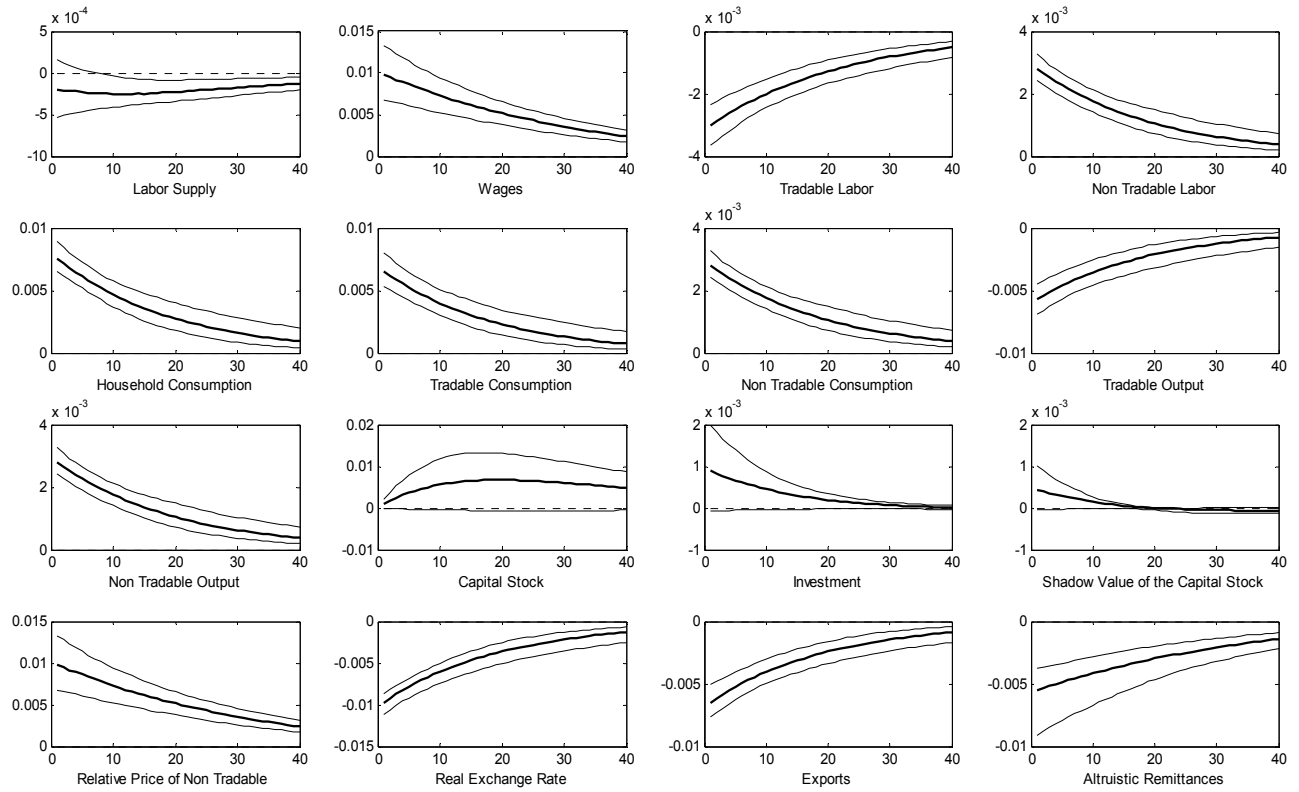 x 10^-4
5
0
-5
-10
0 10 20 30 40
Labor Supply
0.015
0.01
0.005
0
0 10 20 30 40
Wages
x 10^-3
0
-2
-4
0 10 20 30 40
Tradable Labor
x 10^-3
4
2
0
0 10 20 30 40
Non Tradable Labor
0.01
0.005
0
0 10 20 30 40
Household Consumption
0.01
0.005
0
0 10 20 30 40
Tradable Consumption
x 10^-3
4
2
0
0 10 20 30 40
Non Tradable Consumption
0
-0.005
-0.01
0 10 20 30 40
Tradable Output
x 10^-3
4
2
0
0 10 20 30 40
Non Tradable Output
0.02
0.01
0
-0.01
0 10 20 30 40
Capital Stock
x 10^-3
2
1
0
-1
0 10 20 30 40
Investment
x 10^-3
2
1
0
-1
0 10 20 30 40
Shadow Value of the Capital Stock
0.015
0.01
0.005
0
0 10 20 30 40
Relative Price of Non Tradable
0
-0.005
-0.01
-0.015
0 10 20 30 40
Real Exchange Rate
0
-0.005
-0.01
0 10 20 30 40
Exports
0
-0.005
-0.01
0 10 20 30 40
Altruistic Remittances